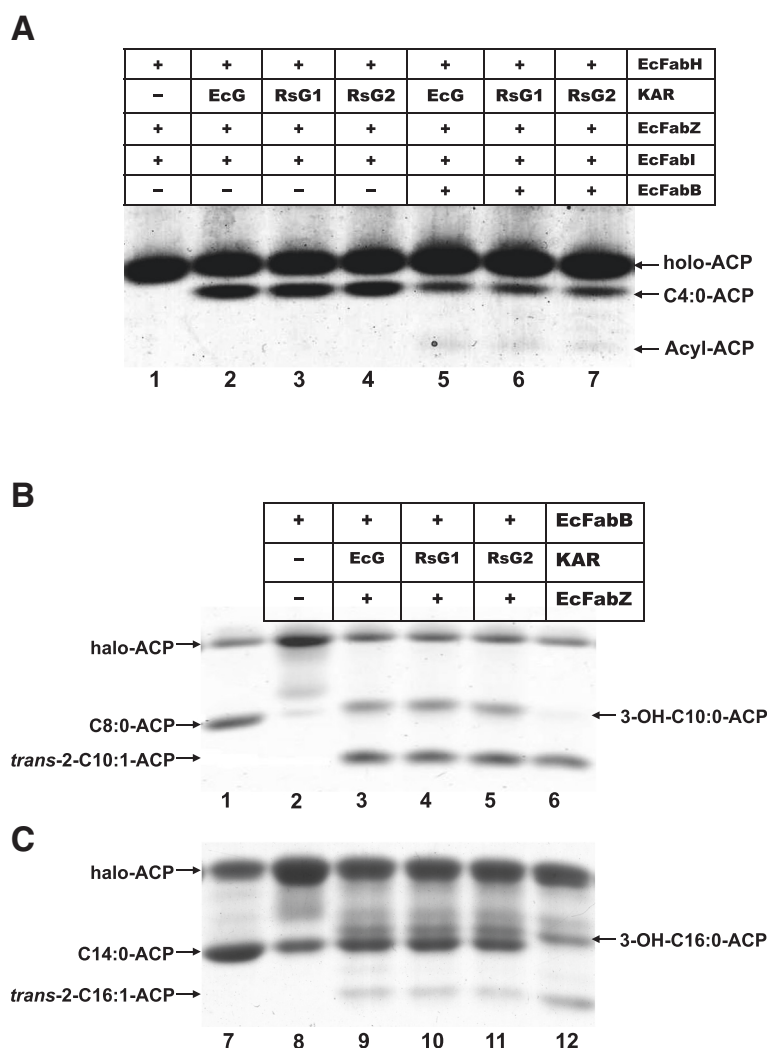 A
+ + + + + + + EcFabH
– EcG RsG1 RsG2 EcG RsG1 RsG2 KAR
+ + + + + + + EcFabZ
+ + + + + + + EcFabI
– – – – + + + EcFabB
holo-ACP
C4:0-ACP
Acyl-ACP
1 2 3 4 5 6 7
B
+ + + + EcFabB
– EcG RsG1 RsG2 KAR
– + + + EcFabZ
halo-ACP
C8:0-ACP
3-OH-C10:0-ACP
trans-2-C10:1-ACP
1 2 3 4 5 6
C
halo-ACP
3-OH-C16:0-ACP
C14:0-ACP
trans-2-C16:1-ACP
7 8 9 10 11 12